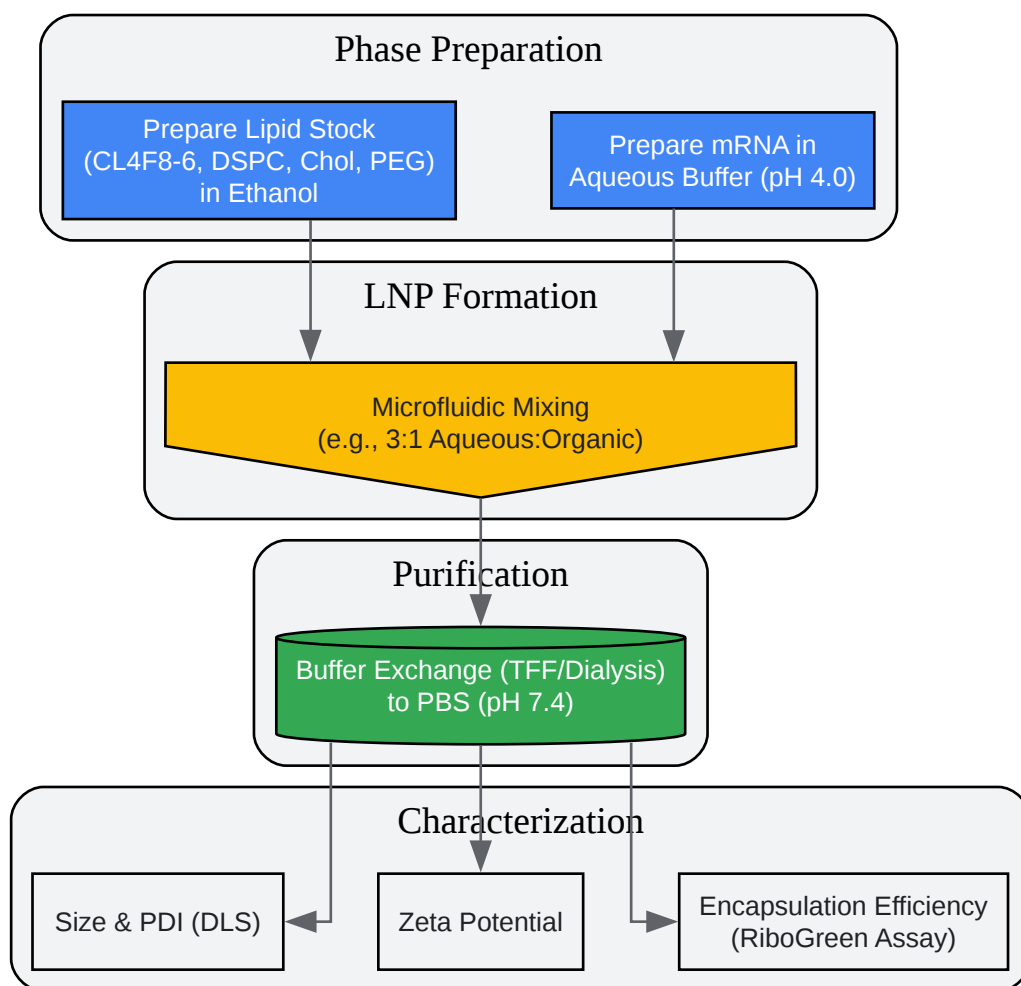 Phase Preparation
Prepare Lipid Stock
(CL4F8-6, DSPC, Chol, PEG)
in Ethanol
Prepare mRNA in
Aqueous Buffer (pH 4.0)
LNP Formation
Microfluidic Mixing
(e.g., 3:1 Aqueous:Organic)
Purification
Buffer Exchange (TFF/Dialysis)
to PBS (pH 7.4)
Characterization
Size & PDI (DLS)
Zeta Potential
Encapsulation Efficiency
(RiboGreen Assay)